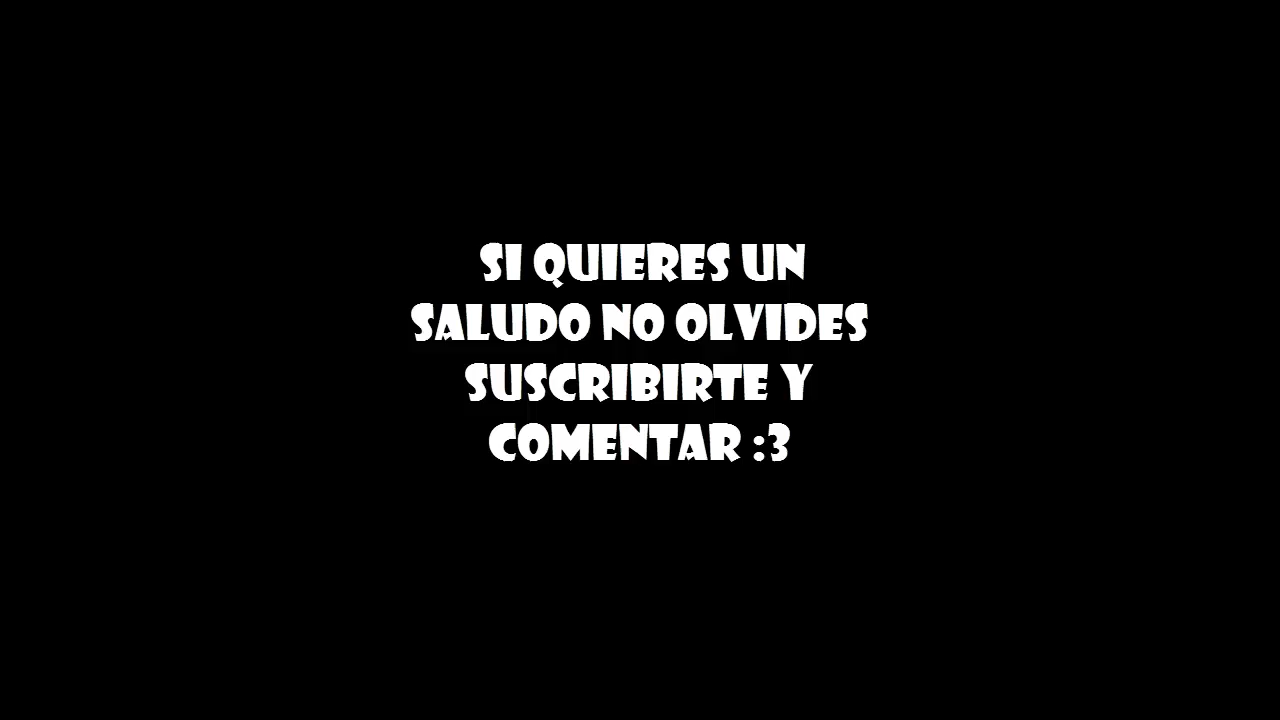 SI QUIERES UN
SALUDO NO OLVIDES
SUSCRIBIRTE Y
COMENTAR :3